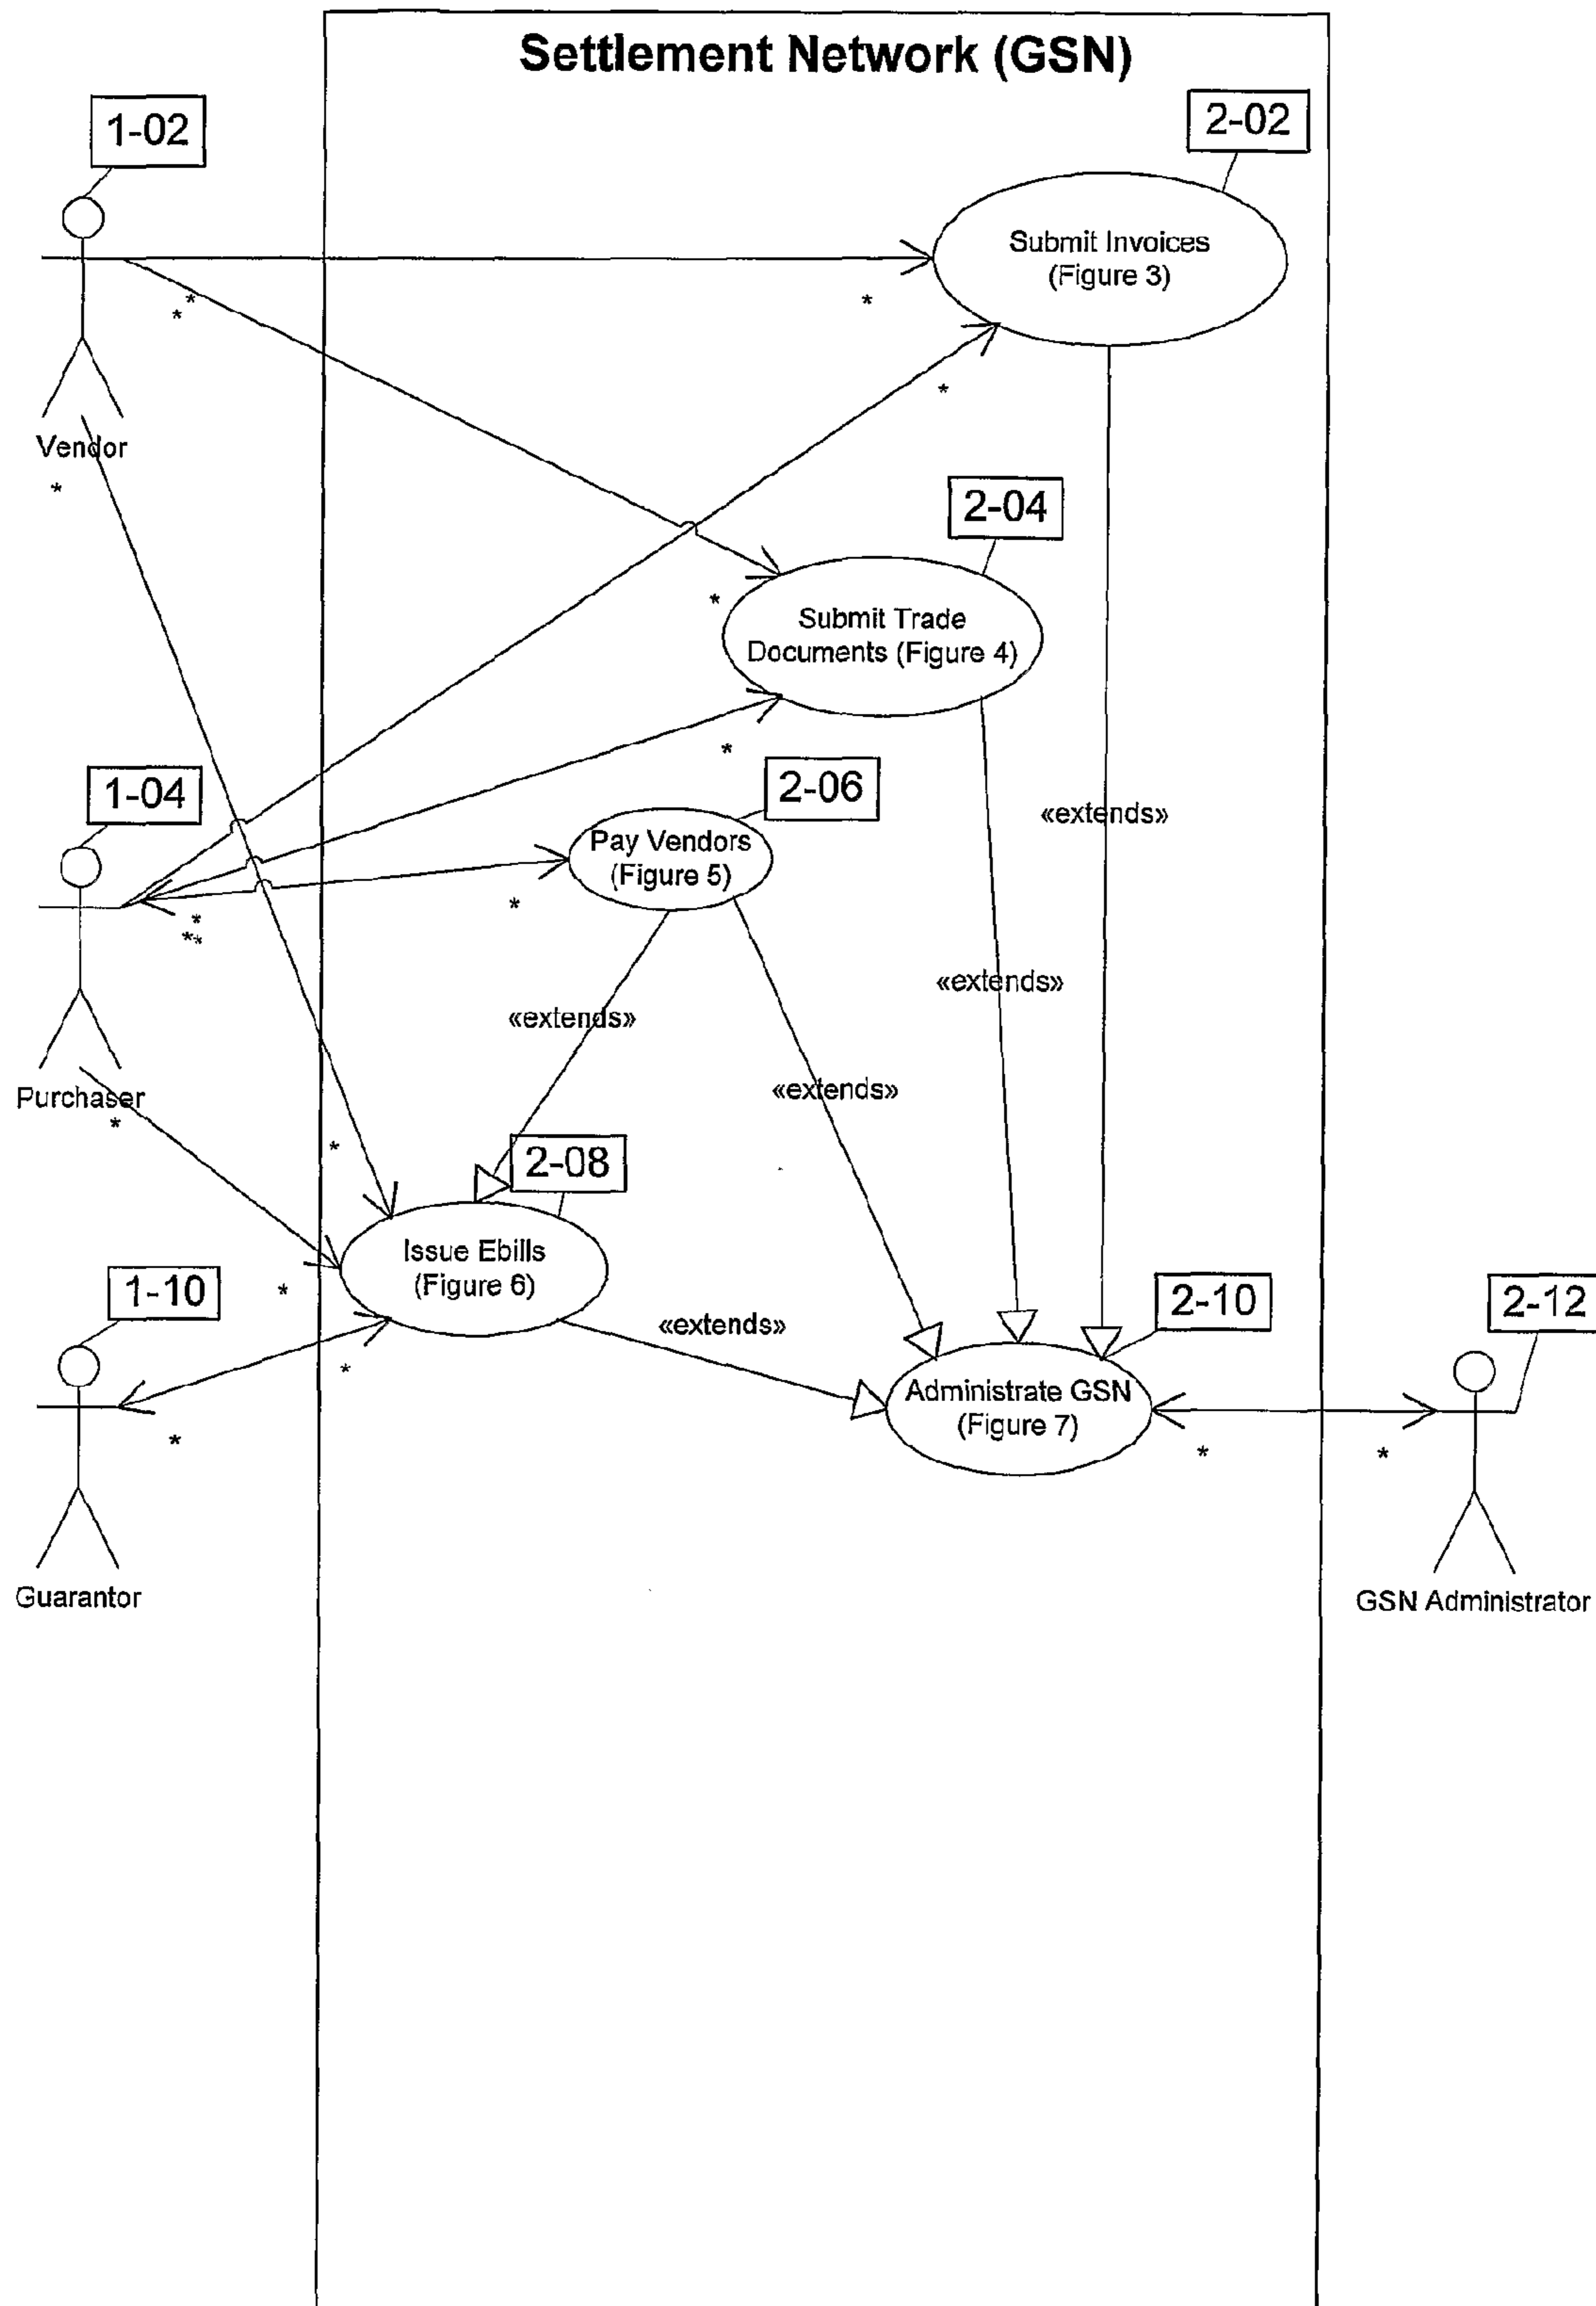 Settlement Network (GSN)
1-02
2-02
Submit Invoices
(Figure 3)
*
*
*
*
Vendor
*
2-04
Submit Trade
Documents (Figure 4)
*
*
1-04
2-06
Pay Vendors
(Figure 5)
«extends»
*
*
**
«extends»
«extends»
«extends»
Purchaser
*
*
2-08
Issue Ebills
(Figure 6)
1-10
*
«extends»
2-10
2-12
*
Administrate GSN
(Figure 7)
*
*
*
Guarantor
GSN Administrator